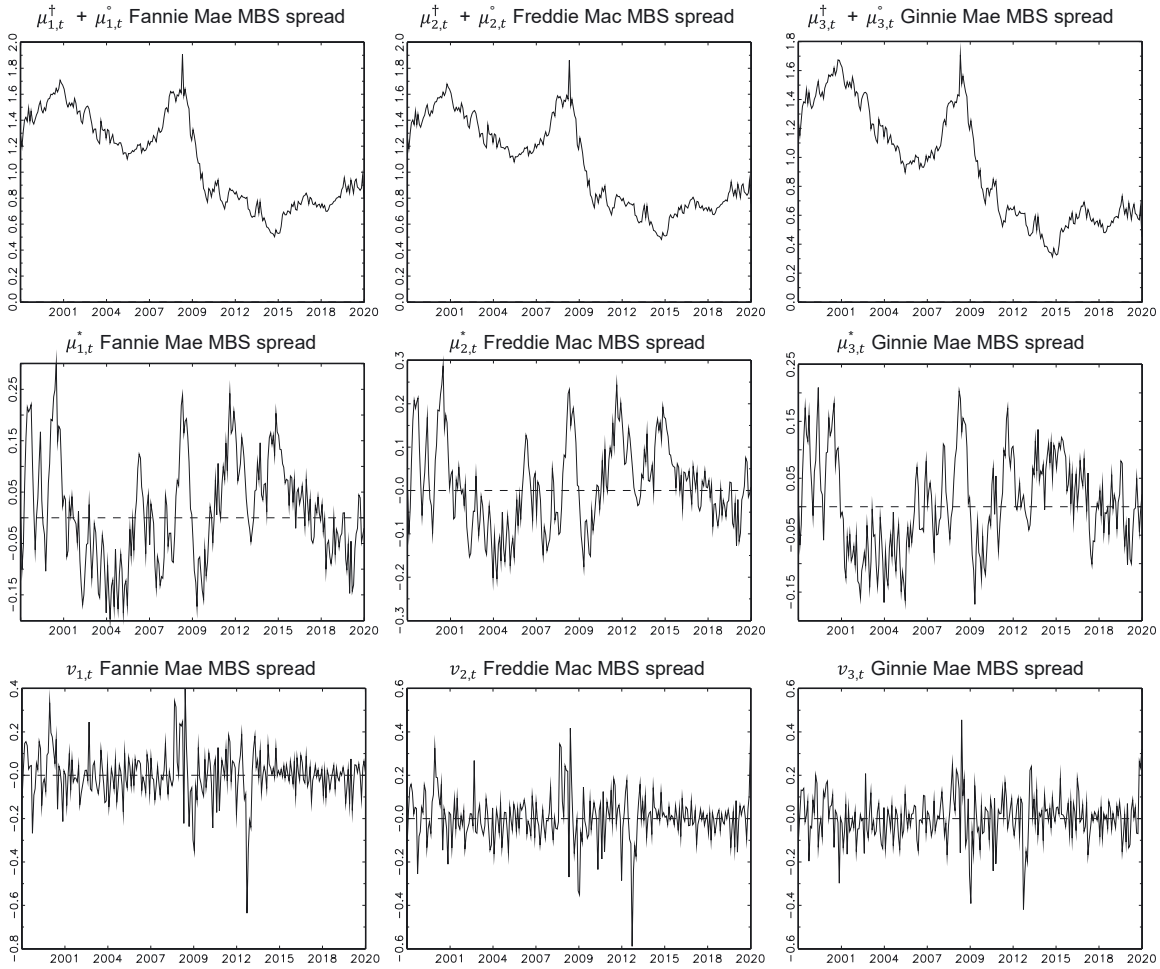 μ†1,t + μ°1,t Fannie Mae MBS spread
μ†2,t + μ°2,t Freddie Mac MBS spread
μ†3,t + μ°3,t Ginnie Mae MBS spread
0.0 0.2 0.4 0.6 0.8 1.0 1.2 1.4 1.6 1.8 2.0
2001 2004 2007 2009 2012 2015 2018 2020
0.0 0.2 0.4 0.6 0.8 1.0 1.2 1.4 1.6 1.8 2.0
2001 2004 2007 2009 2012 2015 2018 2020
0.0 0.2 0.4 0.6 0.8 1.0 1.2 1.4 1.6 1.8
2001 2004 2007 2009 2012 2015 2018 2020
μ*1,t Fannie Mae MBS spread
μ*2,t Freddie Mac MBS spread
μ*3,t Ginnie Mae MBS spread
−0.15 −0.05 0.05 0.15 0.25
2001 2004 2007 2009 2012 2015 2018 2020
−0.3 −0.2 −0.1 −0.0 0.1 0.2 0.3
2001 2004 2007 2009 2012 2015 2018 2020
−0.15 −0.05 0.05 0.15 0.25
2001 2004 2007 2009 2012 2015 2018 2020
v1,t Fannie Mae MBS spread
v2,t Freddie Mac MBS spread
v3,t Ginnie Mae MBS spread
−0.8 −0.6 −0.4 −0.2 −0.0 0.2 0.4
2001 2004 2007 2009 2012 2015 2018 2020
−0.6 −0.4 −0.2 −0.0 0.2 0.4 0.6
2001 2004 2007 2009 2012 2015 2018 2020
−0.6 −0.4 −0.2 −0.0 0.2 0.4 0.6
2001 2004 2007 2009 2012 2015 2018 2020